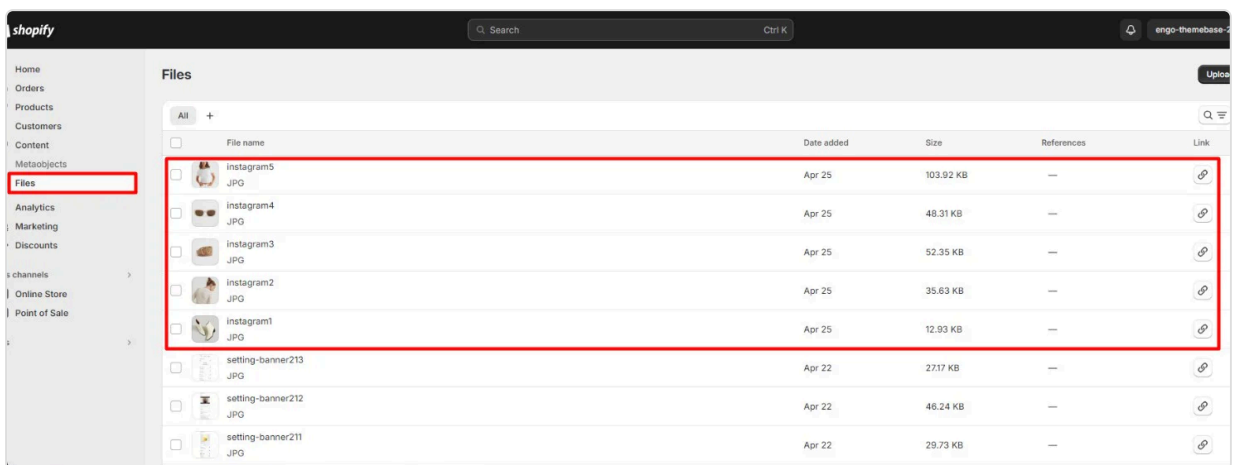 shopify
Search Ctrl K
engo-themebase-2
Home
Orders
Products
Customers
Content
Metaobjects
Files
Analytics
Marketing
Discounts
s channels
Online Store
Point of Sale
s
Files
Uploa
All +
File name Date added Size References Link
instagram5
JPG
Apr 25 103.92 KB —
instagram4
JPG
Apr 25 48.31 KB —
instagram3
JPG
Apr 25 52.35 KB —
instagram2
JPG
Apr 25 35.63 KB —
instagram1
JPG
Apr 25 12.93 KB —
setting-banner213
JPG
Apr 22 27.17 KB —
setting-banner212
JPG
Apr 22 46.24 KB —
setting-banner211
JPG
Apr 22 29.73 KB —